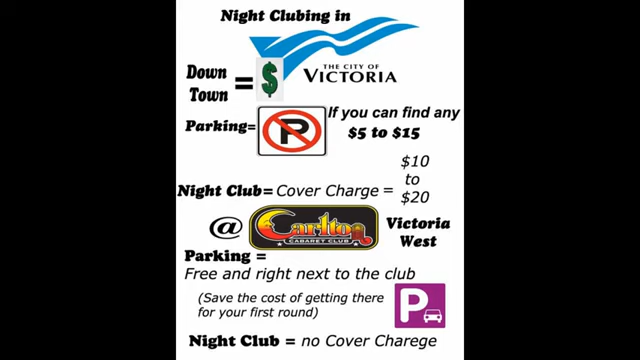 Night Clubing in
THE CITY OF
VICTORIA
Down
Town = $
Parking= P If you can find any
$5 to $15
$10
to
$20
Night Club= Cover Charge =
@ Carlton
CABARET CLUB
Victoria
West
Parking =
Free and right next to the club
(Save the cost of getting there
for your first round)
P
Night Club = no Cover Charege